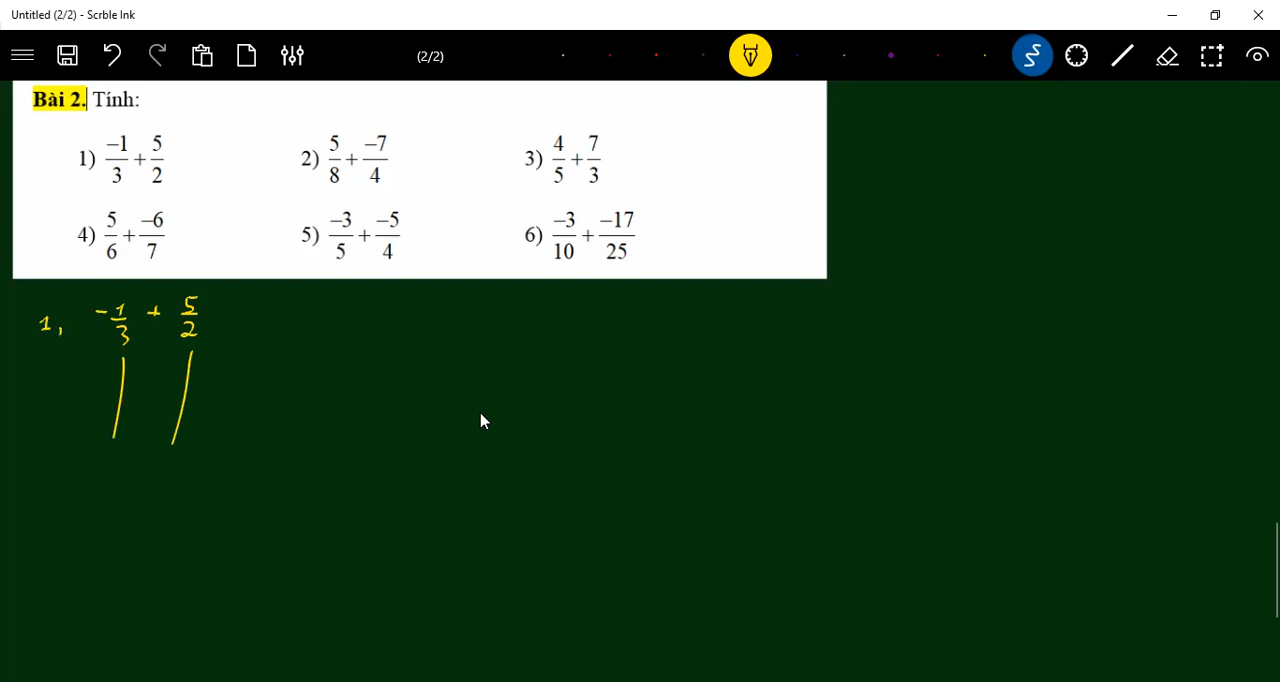 Untitled (2/2) - Scrble Ink
(2/2)
Bài 2. Tính:
1) −1/3 + 5/2 2) 5/8 + −7/4 3) 4/5 + 7/3
4) 5/6 + −6/7 5) −3/5 + −5/4 6) −3/10 + −17/25
1, -1/3 + 5/2